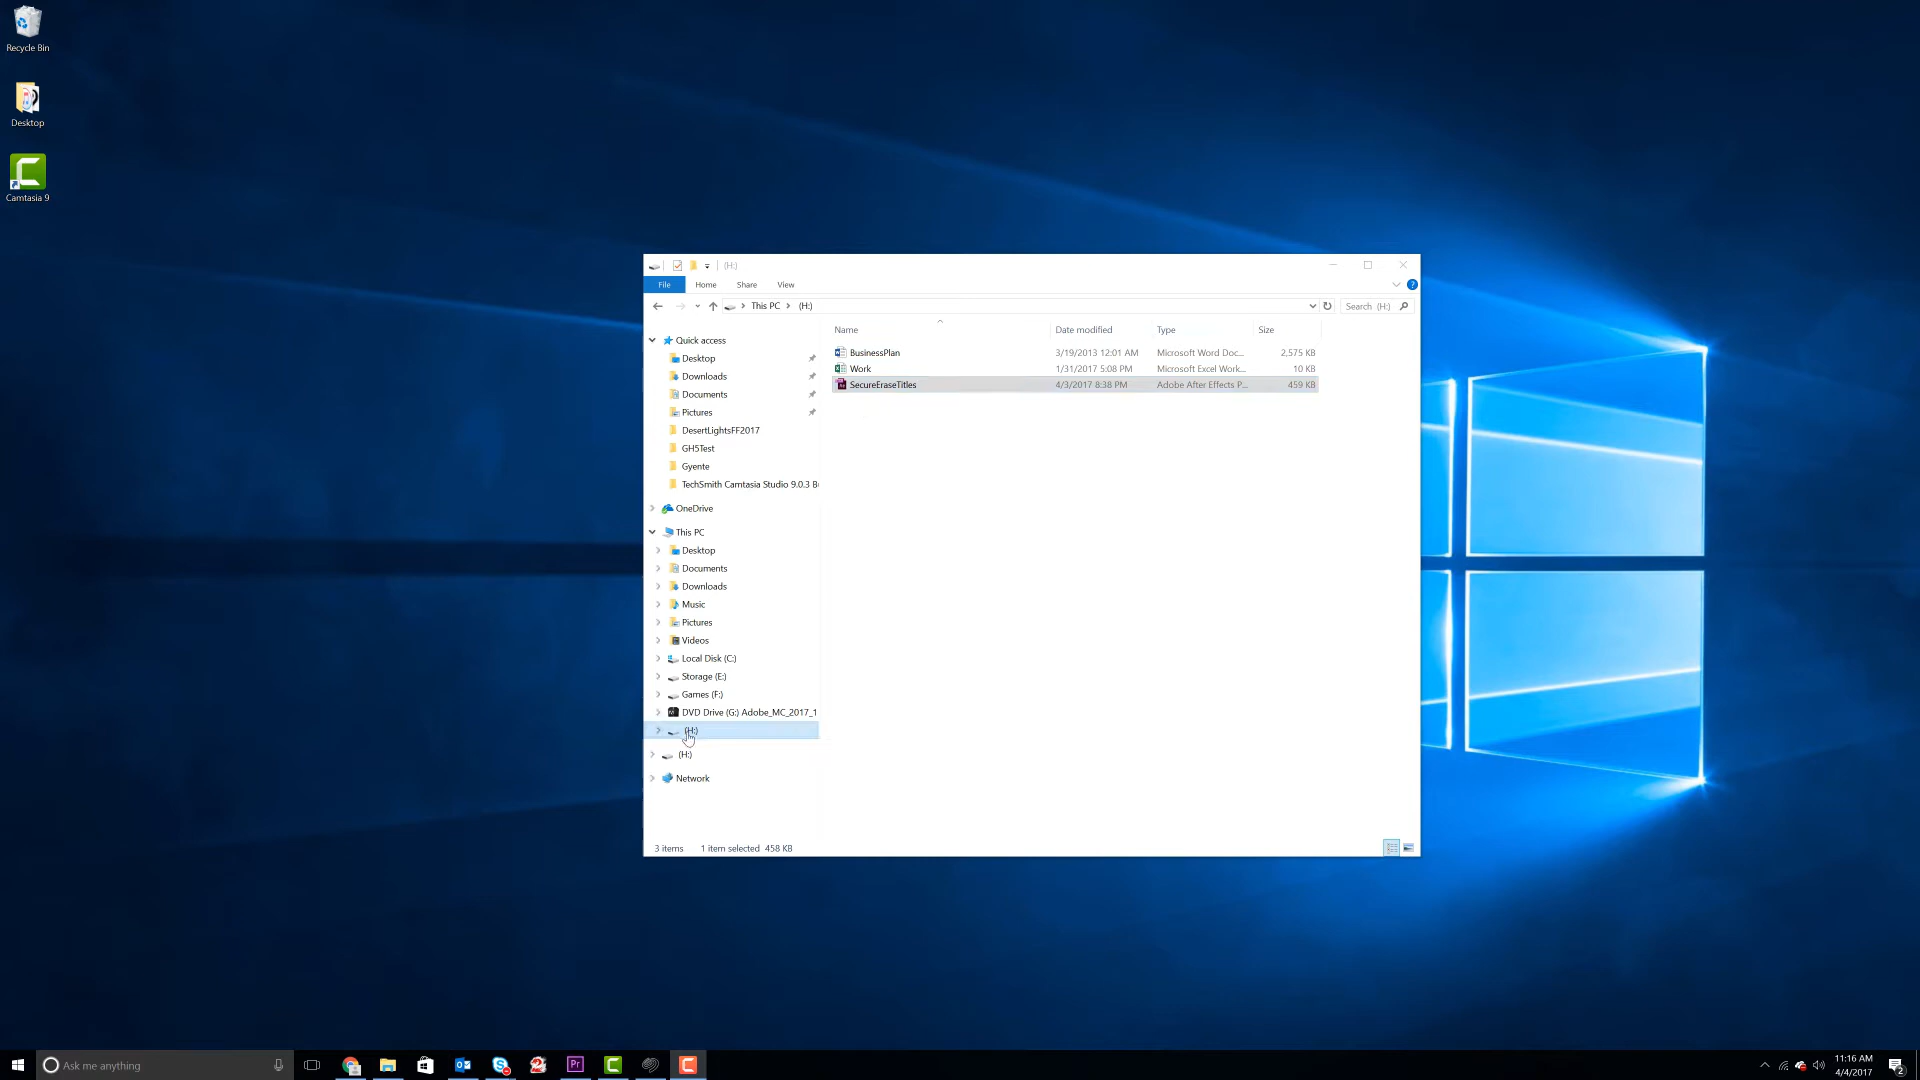 Recycle Bin
Desktop
Camtasia 9
(H:)
File Home Share View
This PC (H:) Search (H:)
Name Date modified Type Size
BusinessPlan 3/19/2013 12:01 AM Microsoft Word Doc... 2,575 KB
Work 1/31/2017 5:08 PM Microsoft Excel Work... 10 KB
SecureEraseTitles 4/3/2017 8:38 PM Adobe After Effects P... 459 KB
Quick access
Desktop
Downloads
Documents
Pictures
DesertLightsFF2017
GH5Test
Gyente
TechSmith Camtasia Studio 9.0.3 B
OneDrive
This PC
Desktop
Documents
Downloads
Music
Pictures
Videos
Local Disk (C:)
Storage (E:)
Games (F:)
DVD Drive (G:) Adobe_MC_2017_1
(H:)
(H:)
Network
3 items 1 item selected 458 KB
Ask me anything
Pr
11:16 AM
4/4/2017
2